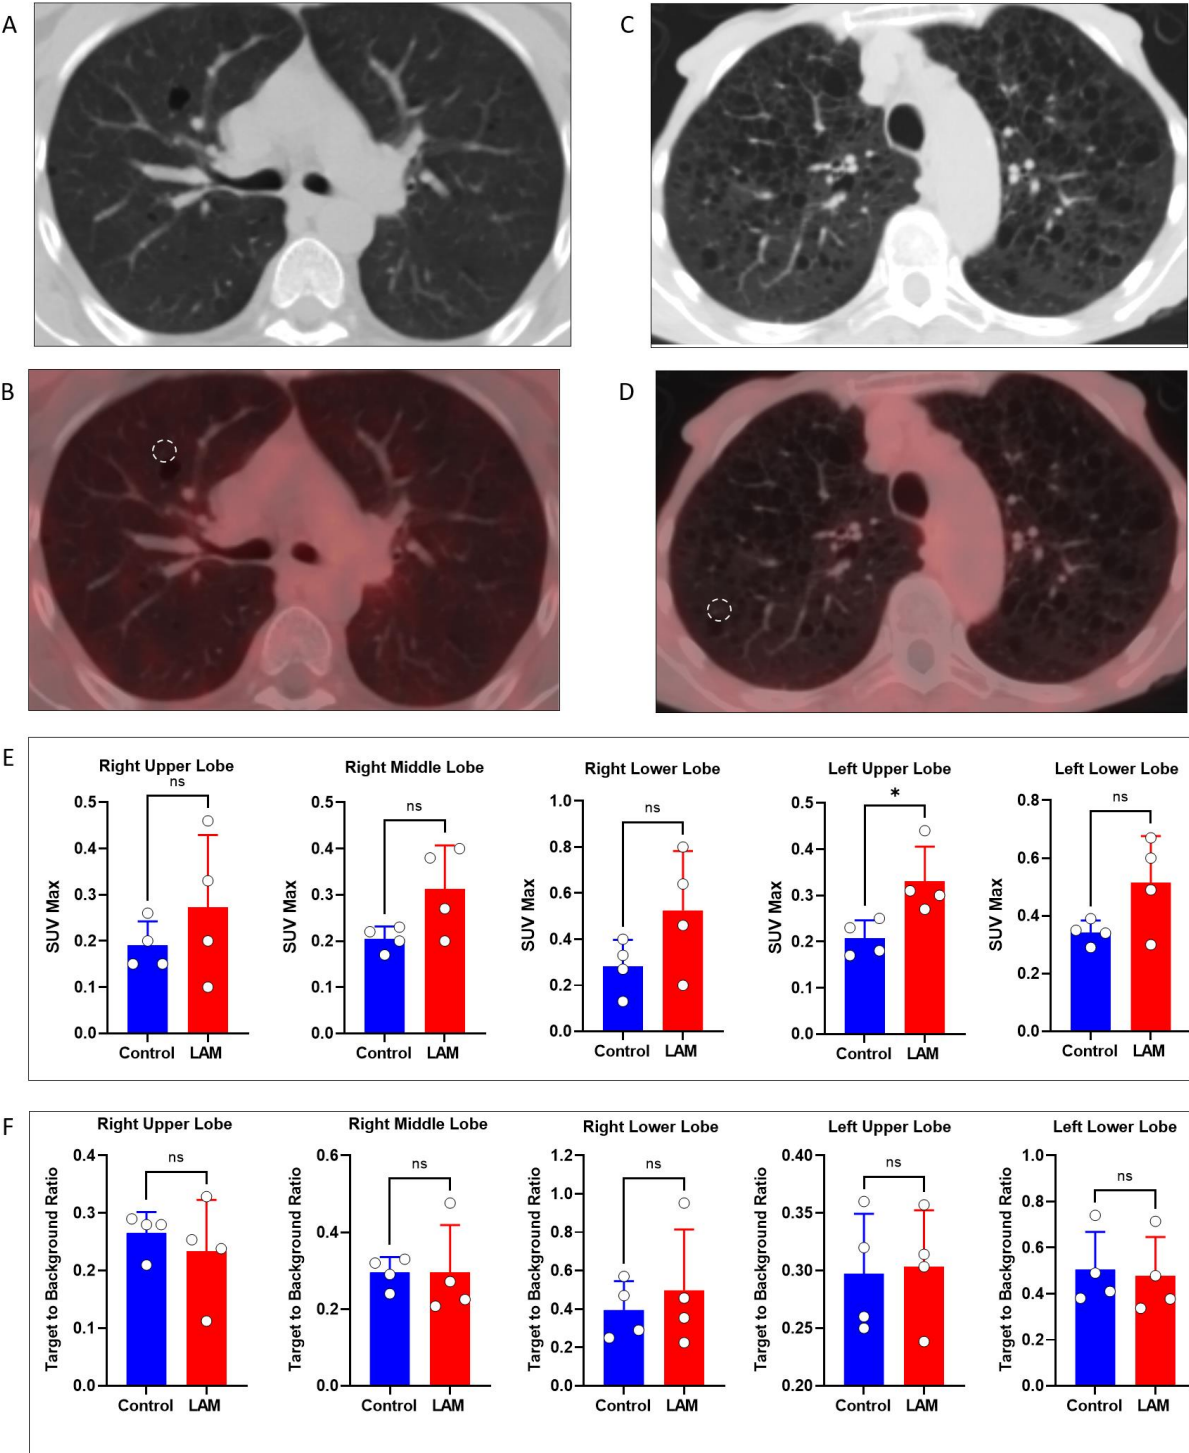 A
C
B
D
E
Right Upper Lobe
ns
SUV Max
0.5
0.4
0.3
0.2
0.1
0.0
Control LAM
Right Middle Lobe
ns
SUV Max
0.5
0.4
0.3
0.2
0.1
0.0
Control LAM
Right Lower Lobe
ns
SUV Max
1.0
0.8
0.6
0.4
0.2
0.0
Control LAM
Left Upper Lobe
*
SUV Max
0.5
0.4
0.3
0.2
0.1
0.0
Control LAM
Left Lower Lobe
ns
SUV Max
0.8
0.6
0.4
0.2
0.0
Control LAM
F
Right Upper Lobe
ns
Target to Background Ratio
0.4
0.3
0.2
0.1
0.0
Control LAM
Right Middle Lobe
ns
Target to Background Ratio
0.6
0.4
0.2
0.0
Control LAM
Right Lower Lobe
ns
Target to Background Ratio
1.2
1.0
0.8
0.6
0.4
0.2
0.0
Control LAM
Left Upper Lobe
ns
Target to Background Ratio
0.40
0.35
0.30
0.25
0.20
Control LAM
Left Lower Lobe
ns
Target to Background Ratio
1.0
0.8
0.6
0.4
0.2
0.0
Control LAM